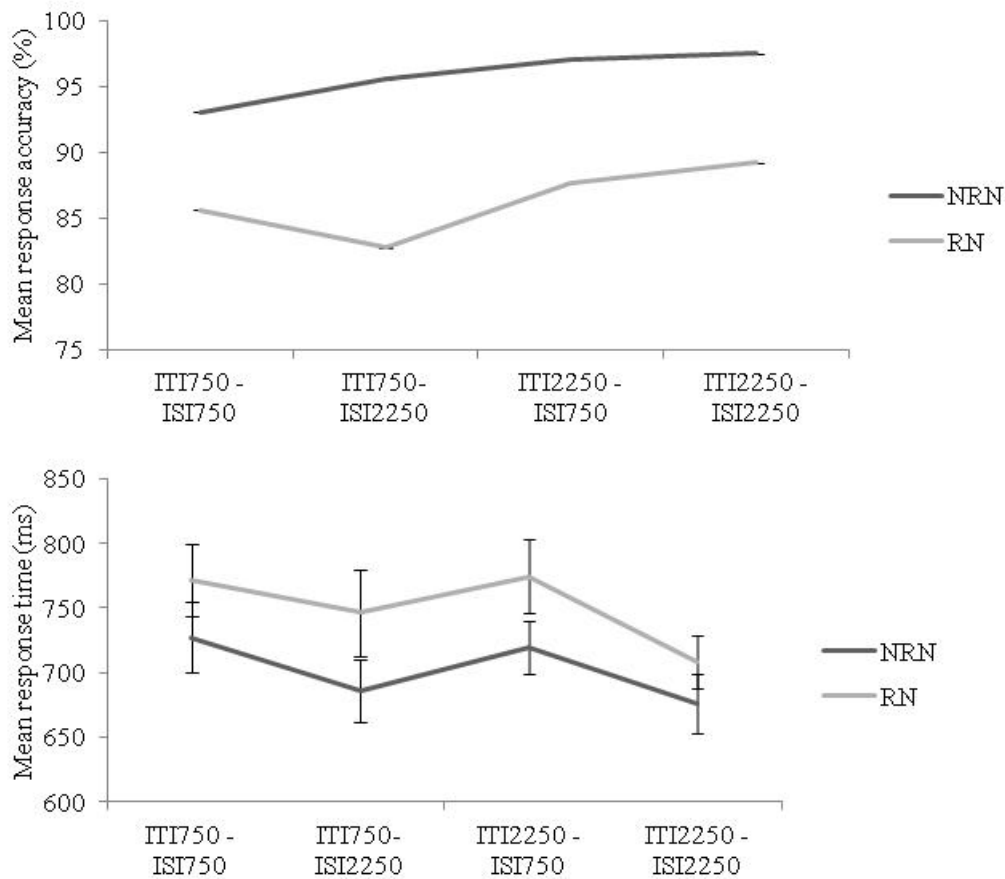 100
95
90
85
80
75
Mean response accuracy (%)
NRN
RN
ITI750 -
ISI750
ITI750-
ISI2250
ITI2250 -
ISI750
ITI2250 -
ISI2250
850
800
750
700
650
600
Mean response time (ms)
NRN
RN
ITI750 -
ISI750
ITI750-
ISI2250
ITI2250 -
ISI750
ITI2250 -
ISI2250